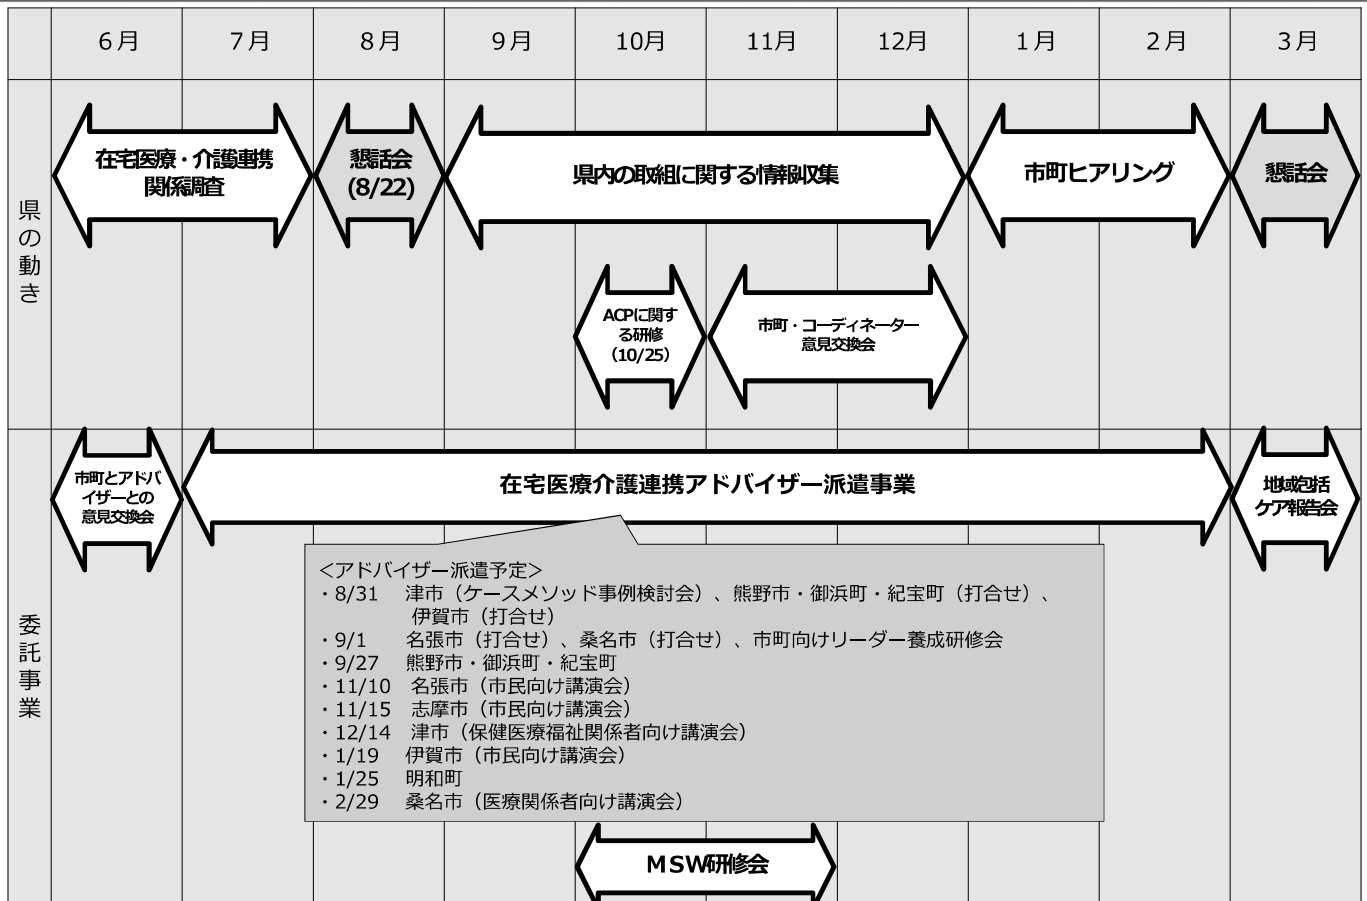 6月 7月 8月 9月 10月 11月 12月 1月 2月 3月
県の動き
在宅医療・介護連携
関係調査
懇話会
(8/22)
県内の取組に関する情報収集
市町ヒアリング
懇話会
ACPに関す
る研修
（10/25）
市町・コーディネーター
意見交換会
委託事業
市町とアドバ
イザーとの
意見交換会
在宅医療介護連携アドバイザー派遣事業
地域包括
ケア報告会
＜アドバイザー派遣予定＞
・8/31 津市（ケースメソッド事例検討会）、熊野市・御浜町・紀宝町（打合せ）、
伊賀市（打合せ）
・9/1 名張市（打合せ）、桑名市（打合せ）、市町向けリーダー養成研修会
・9/27 熊野市・御浜町・紀宝町
・11/10 名張市（市民向け講演会）
・11/15 志摩市（市民向け講演会）
・12/14 津市（保健医療福祉関係者向け講演会）
・1/19 伊賀市（市民向け講演会）
・1/25 明和町
・2/29 桑名市（医療関係者向け講演会）
MSW研修会